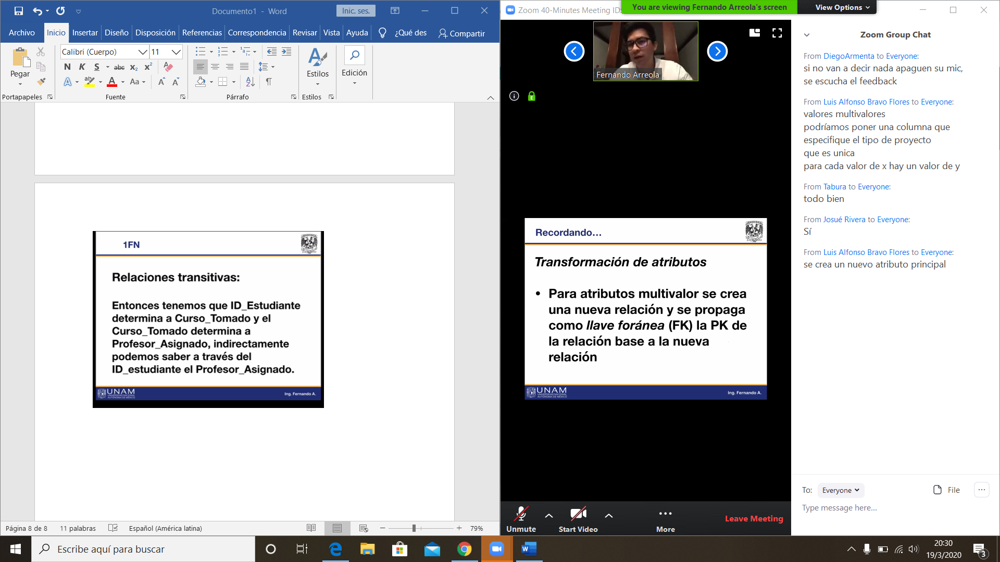 Documento1 - Word
Inic. ses.
Archivo Inicio Insertar Diseño Disposición Referencias Correspondencia Revisar Vista Ayuda ¿Qué des Compartir
Pegar
Portapapeles
Calibri (Cuerpo) 11
N K S abc x₂ x²
A ab A Aa A A
Fuente
Párrafo
Estilos
Estilos
Edición
1FN
Relaciones transitivas:
Entonces tenemos que ID_Estudiante
determina a Curso_Tomado y el
Curso_Tomado determina a
Profesor_Asignado, indirectamente
podemos saber a través del
ID_estudiante el Profesor_Asignado.
UNAM
Ing. Fernando A.
Página 8 de 8 11 palabras Español (América latina) 79%
Zoom 40-Minutes Meeting ID:
You are viewing Fernando Arreola's screen
View Options
Fernando Arreola
Recordando...
Transformación de atributos
• Para atributos multivalor se crea
una nueva relación y se propaga
como llave foránea (FK) la PK de
la relación base a la nueva
relación
UNAM
UNIVERSIDAD NACIONAL
AUTÓNOMA DE MÉXICO
Ing. Fernando A.
Unmute
Start Video
More
Leave Meeting
Zoom Group Chat
From DiegoArmenta to Everyone:
si no van a decir nada apaguen su mic,
se escucha el feedback
From Luis Alfonso Bravo Flores to Everyone:
valores multivalores
podríamos poner una columna que
especifique el tipo de proyecto
que es unica
para cada valor de x hay un valor de y
From Tabura to Everyone:
todo bien
From Josué Rivera to Everyone:
Sí
From Luis Alfonso Bravo Flores to Everyone:
se crea un nuevo atributo principal
To: Everyone File
Type message here...
Escribe aquí para buscar
20:30
19/3/2020
3